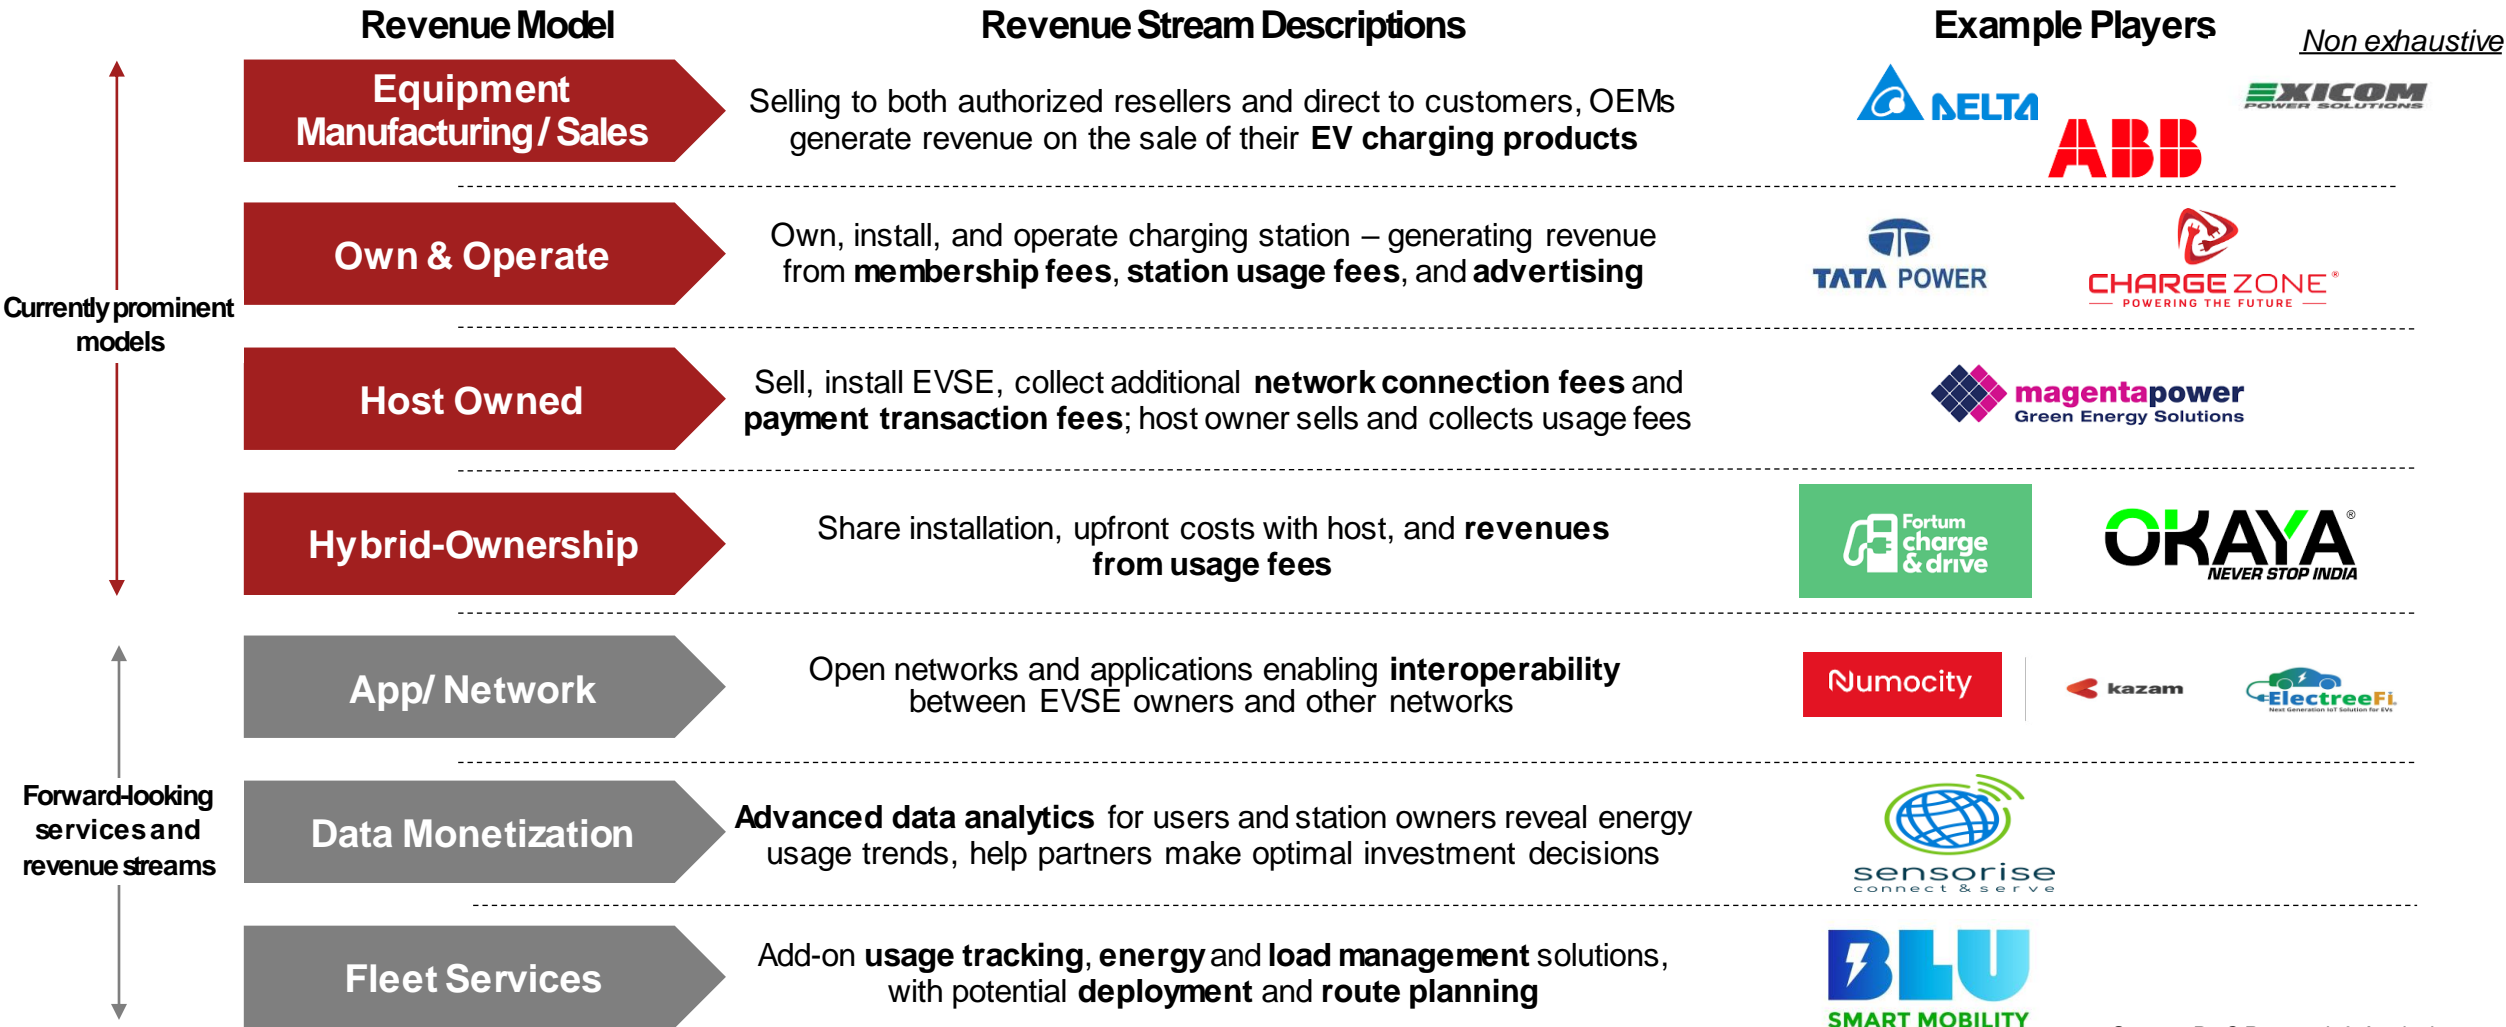 Revenue Model
Revenue Stream Descriptions
Example Players
Non exhaustive
Equipment
Manufacturing / Sales
Selling to both authorized resellers and direct to customers, OEMs
generate revenue on the sale of their EV charging products
DELTA
EXICOM
POWER SOLUTIONS
ABB
Currently prominent
models
Own & Operate
Own, install, and operate charging station – generating revenue
from membership fees, station usage fees, and advertising
TATA POWER
CHARGEZONE®
POWERING THE FUTURE
Host Owned
Sell, install EVSE, collect additional network connection fees and
payment transaction fees; host owner sells and collects usage fees
magentapower
Green Energy Solutions
Hybrid-Ownership
Share installation, upfront costs with host, and revenues
from usage fees
Fortum
charge
& drive
OKAYA®
NEVER STOP INDIA
Forward-looking
services and
revenue streams
App/ Network
Open networks and applications enabling interoperability
between EVSE owners and other networks
Numocity
kazam
ElectreeFi
Next Generation IoT Solution for EVs
Data Monetization
Advanced data analytics for users and station owners reveal energy
usage trends, help partners make optimal investment decisions
sensorise
connect & serve
Fleet Services
Add-on usage tracking, energy and load management solutions,
with potential deployment and route planning
BLU
SMART MOBILITY